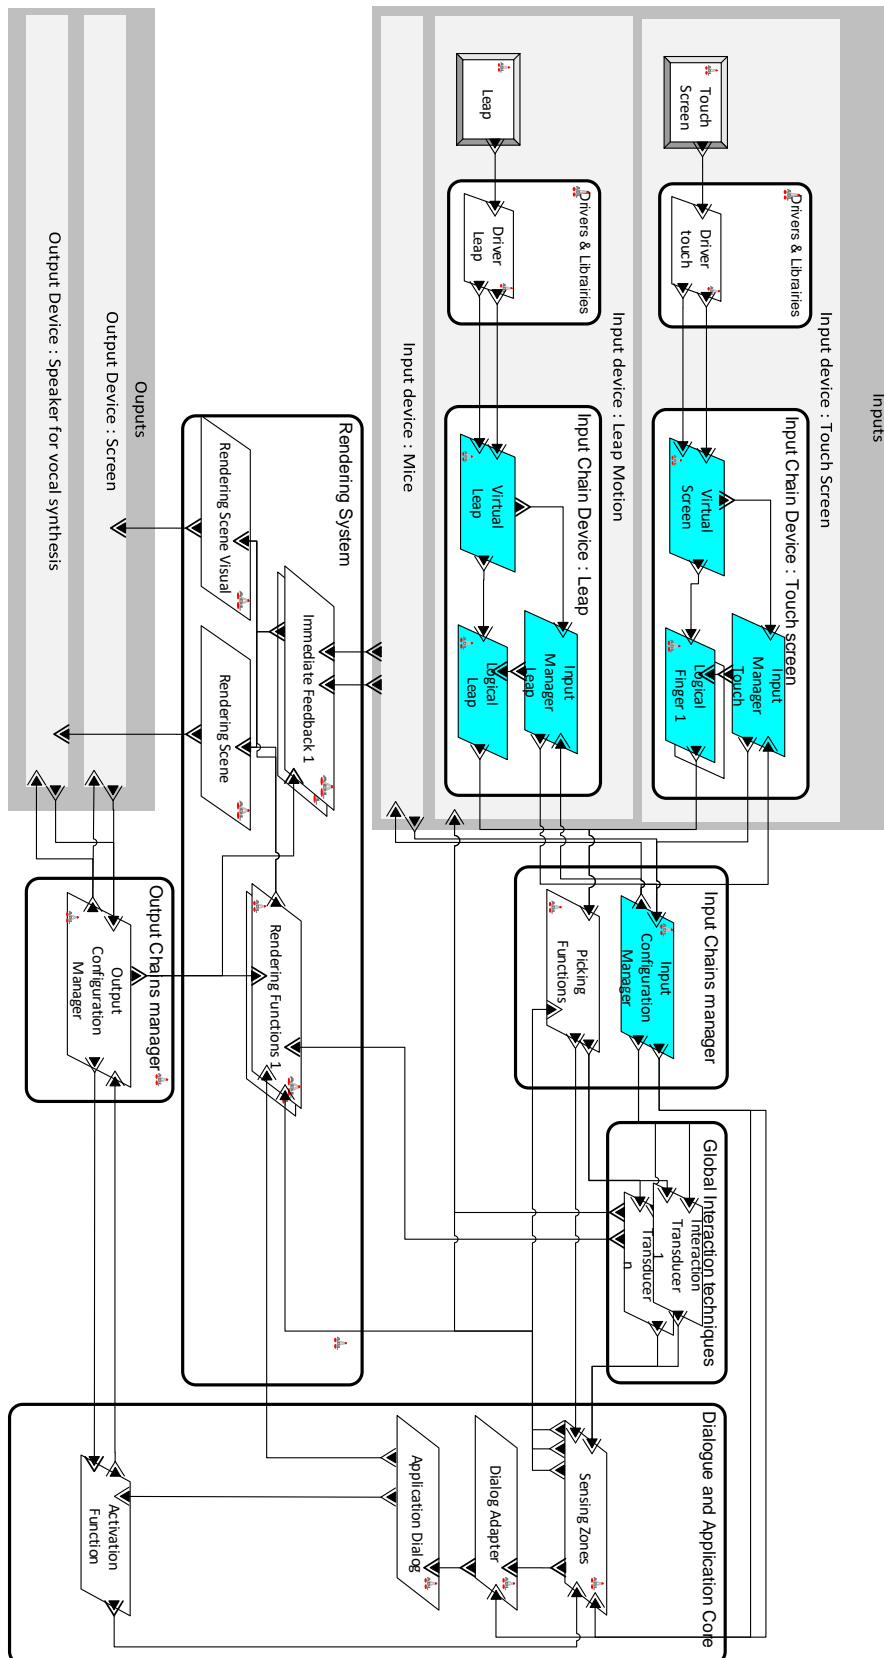 Inputs
Input device : Touch Screen
Touch
Screen
Drivers & Librairies
Driver
touch
Input Chain Device : Touch screen
Virtual
Screen
Input
Manager
Touch
Logical
Finger 1
Input device : Leap Motion
Leap
Drivers & Librairies
Driver
Leap
Input Chain Device : Leap
Virtual
Leap
Input
Manager
Leap
Logical
Leap
Input device : Mice
Input Chains manager
Input
Configuration
Manager
Picking
Functions
Global Interaction techniques
Interaction
Transducer
1
Transducer
n
Rendering System
Immediate Feedback 1
Rendering Scene Visual
Rendering Scene
Rendering Functions 1
Ouputs
Output Device : Screen
Output Device : Speaker for vocal synthesis
Output Chains manager
Output
Configuration
Manager
Dialogue and Application Core
Sensing Zones
Dialog Adapter
Application Dialog
Activation
Function